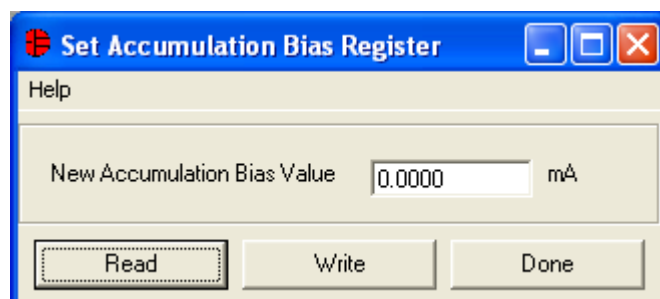 Set Accumulation Bias Register
Help
New Accumulation Bias Value 0.0000 mA
Read Write Done